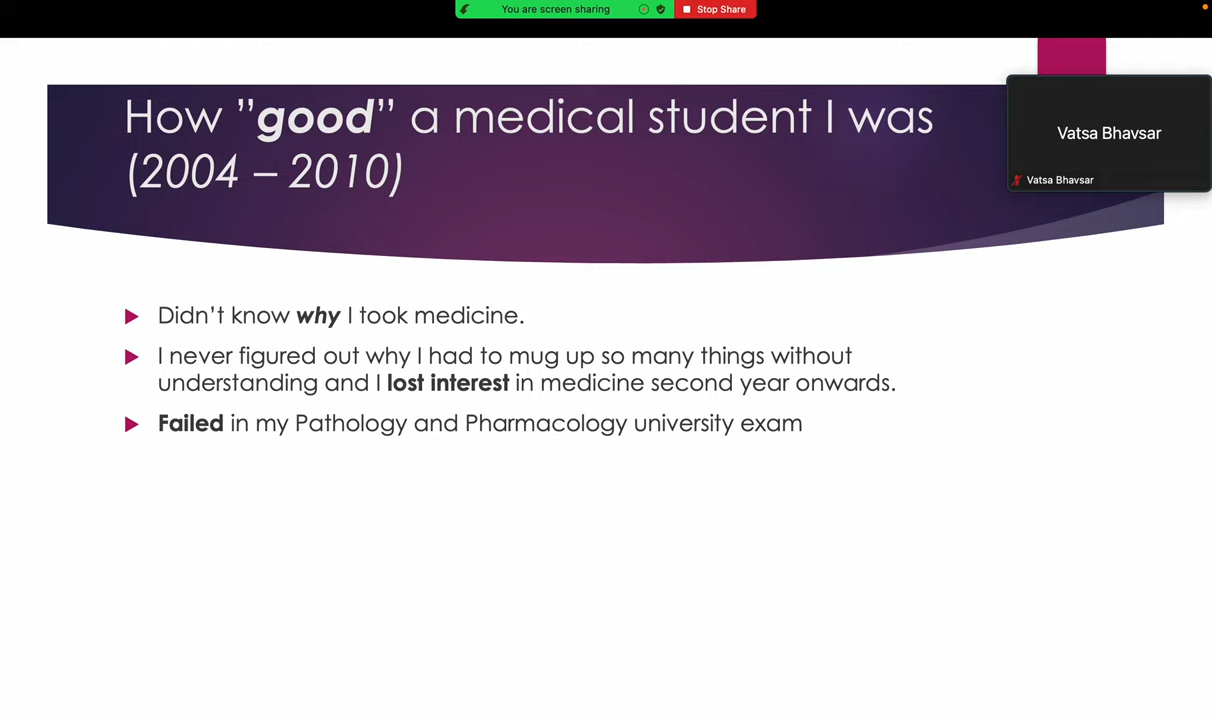 You are screen sharing
Stop Share
How ”good” a medical student I was
(2004 – 2010)
Vatsa Bhavsar
Vatsa Bhavsar
Didn’t know why I took medicine.
I never figured out why I had to mug up so many things without
understanding and I lost interest in medicine second year onwards.
Failed in my Pathology and Pharmacology university exam